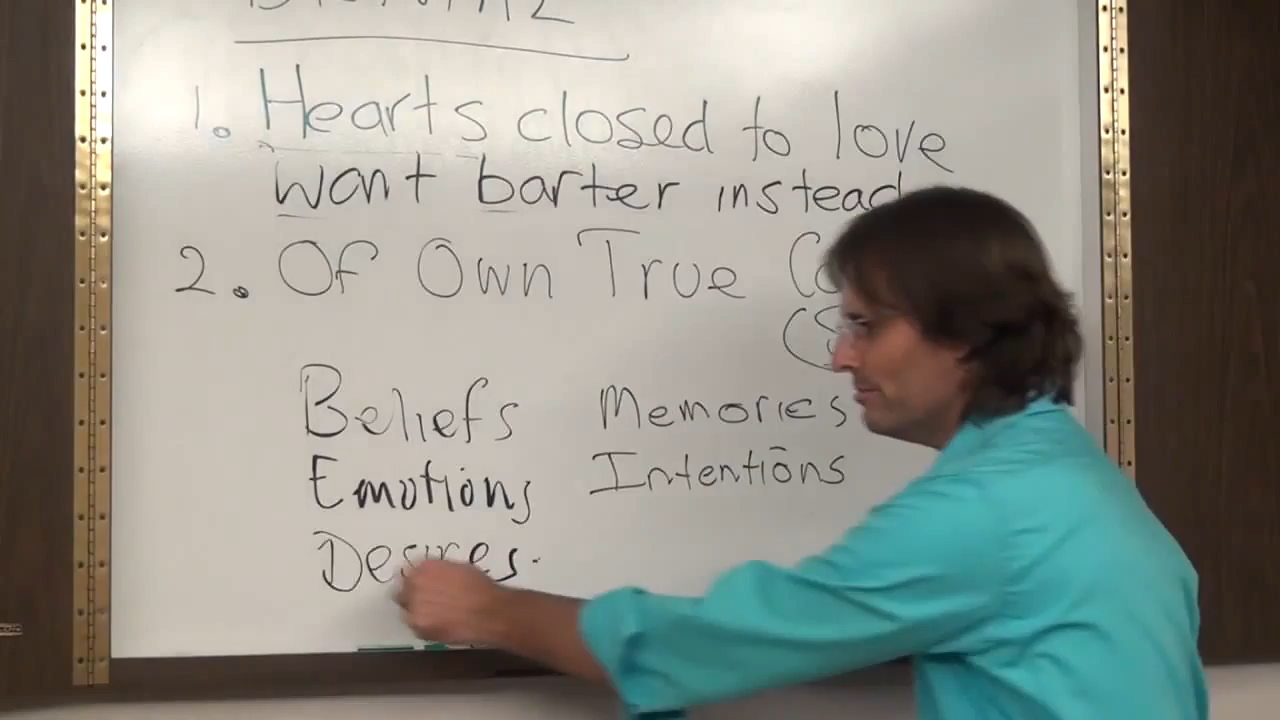 1. Hearts closed to love
want barter instead
2. Of Own True
Beliefs Memories
Emotions Intentions
Desires